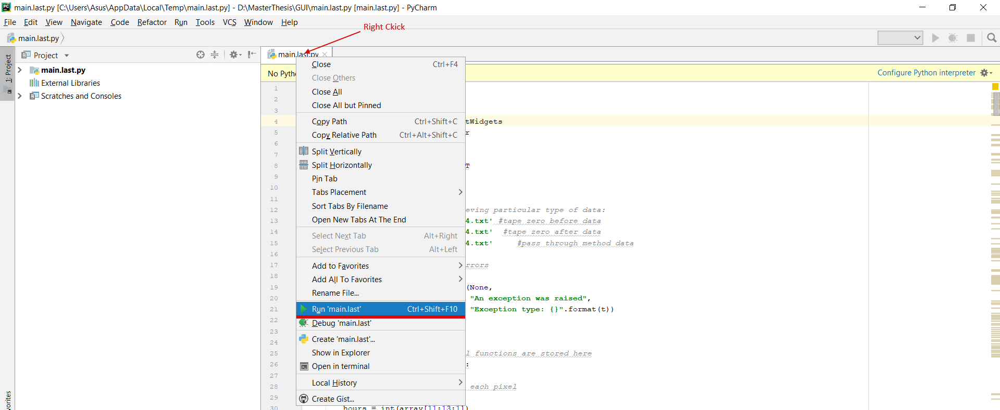 main.last.py [C:\Users\Asus\AppData\Local\Temp\main.last.py] - D:\MasterThesis\GUI\main.last.py [main.last.py] - PyCharm
File Edit View Navigate Code Refactor Run Tools VCS Window Help
Right Ckick
main.last.py
1: Project
Project
main.last.py
External Libraries
Scratches and Consoles
vorites
main.last.py
No Pyth
Configure Python interpreter
Close Ctrl+F4
Close Others
Close All
Close All but Pinned
Copy Path Ctrl+Shift+C
Copy Relative Path Ctrl+Alt+Shift+C
Split Vertically
Split Horizontally
Pin Tab
Tabs Placement
Sort Tabs By Filename
Open New Tabs At The End
Select Next Tab Alt+Right
Select Previous Tab Alt+Left
Add to Favorites
Add All To Favorites
Rename File...
Run 'main.last' Ctrl+Shift+F10
Debug 'main.last'
Create 'main.last'...
Show in Explorer
Open in terminal
Local History
Create Gist...
1
2
3
4 tWidgets
5 r
6
7
8 T
9
10
11
12 eving particular type of data:
13 4.txt' #tape zero before data
14 4.txt' #tape zero after data
15 4.txt' #pass through method data
16
17 rrors
18
19 (None,
20 "An exception was raised",
21 "Exception type: {}".format(t))
22
23
24
25 l functions are stored here
26 :
27
28 each pixel
29
30 hours = int(array[11:13:1])